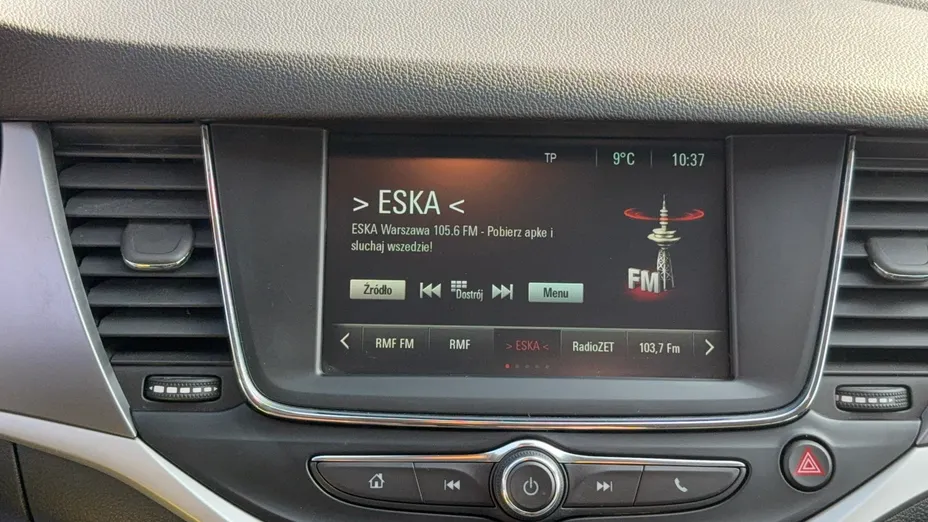 TP 9°C 10:37
> ESKA <
ESKA Warszawa 105.6 FM - Pobierz apke i
sluchaj wszedzie!
FM
Źródło Dostrój Menu
RMF FM RMF > ESKA < RadioZET 103,7 Fm